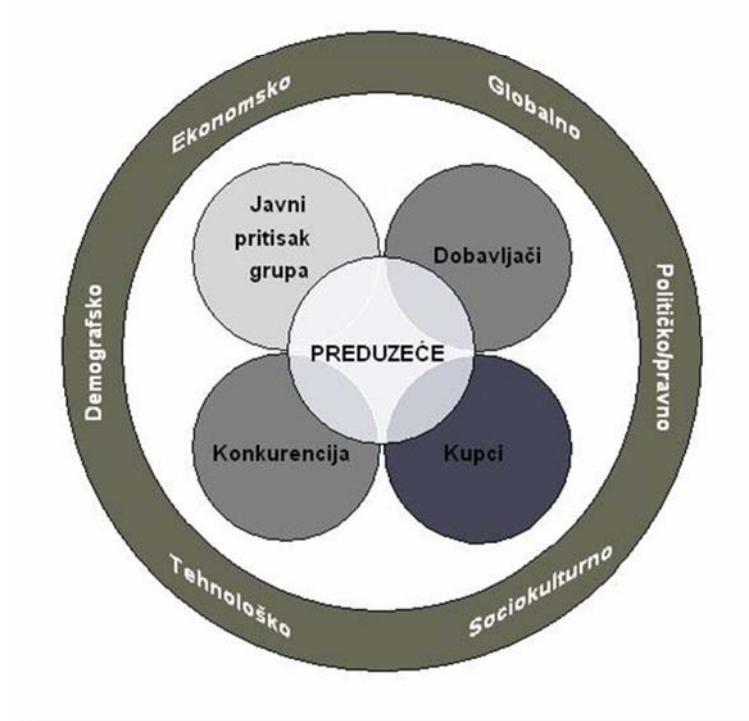 Ekonomsko
Globalno
Javni
pritisak
grupa
Dobavljači
Demografsko
PREDUZEĆE
Političko/pravno
Konkurencija
Kupci
Tehnološko
Sociokulturno